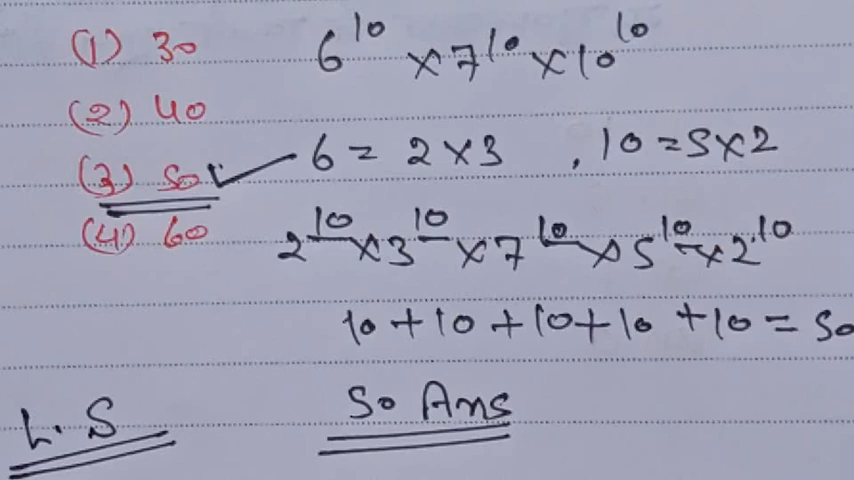 (1) 30
(2) 40
(3) 50 ✓
(4) 60
6^10 × 7^10 × 10^10
6 = 2×3 , 10 = 5×2
2^10 × 3^10 × 7^10 × 5^10 × 2^10
10 + 10 + 10 + 10 + 10 = 50
50 Ans
L.S